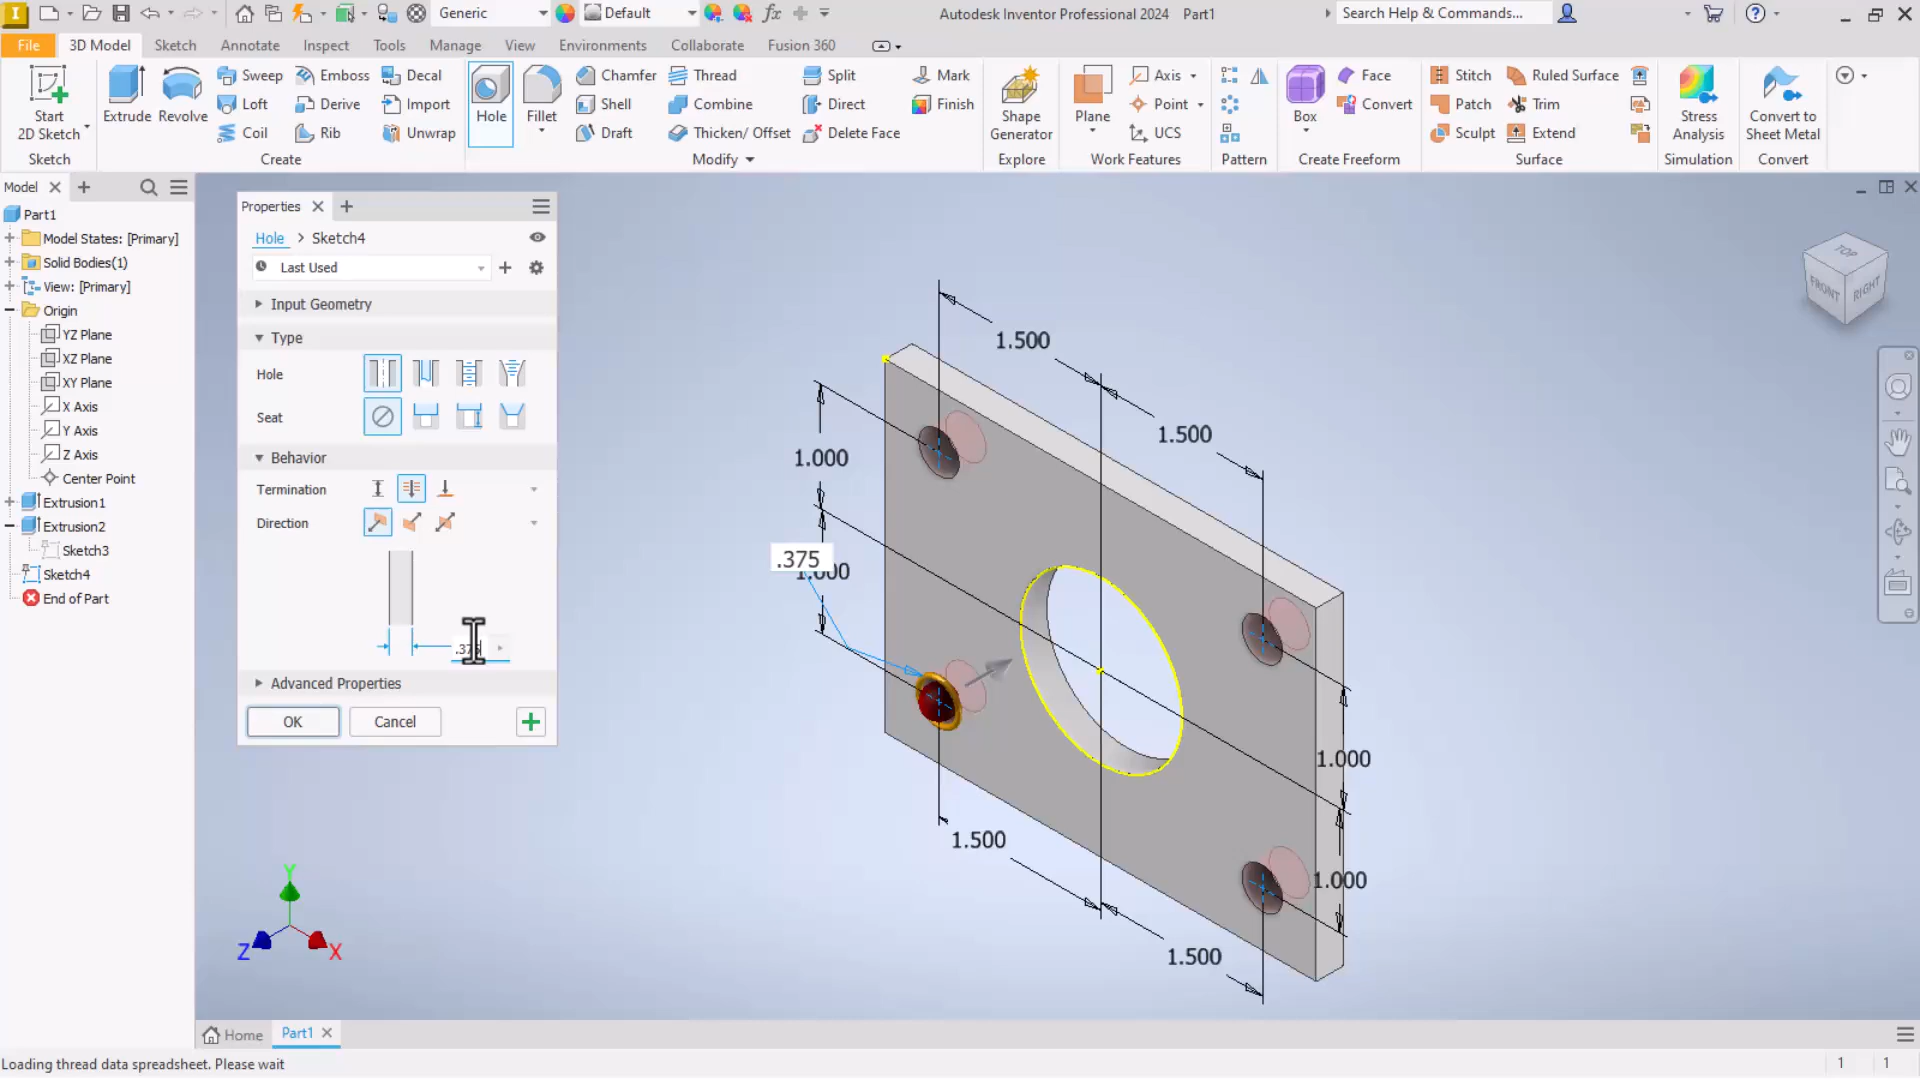 Generic
Default
fx
Autodesk Inventor Professional 2024 Part1
Search Help & Commands...
File
3D Model
Sketch
Annotate
Inspect
Tools
Manage
View
Environments
Collaborate
Fusion 360
Start
2D Sketch
Extrude
Revolve
Sweep
Loft
Coil
Emboss
Derive
Rib
Decal
Import
Unwrap
Hole
Fillet
Chamfer
Shell
Draft
Thread
Combine
Thicken/ Offset
Split
Direct
Delete Face
Mark
Finish
Shape
Generator
Plane
Axis
Point
UCS
Box
Face
Convert
Stitch
Patch
Sculpt
Ruled Surface
Trim
Extend
Stress
Analysis
Convert to
Sheet Metal
Sketch
Create
Modify
Explore
Work Features
Pattern
Create Freeform
Surface
Simulation
Convert
Model
Part1
Model States: [Primary]
Solid Bodies(1)
View: [Primary]
Origin
YZ Plane
XZ Plane
XY Plane
X Axis
Y Axis
Z Axis
Center Point
Extrusion1
Extrusion2
Sketch3
Sketch4
End of Part
Properties
Hole > Sketch4
Last Used
Input Geometry
Type
Hole
Seat
Behavior
Termination
Direction
.375
Advanced Properties
OK
Cancel
1.500
1.500
1.000
.375
1.000
1.000
1.000
1.500
1.500
TOP
FRONT
RIGHT
Y
Z
X
Home
Part1
Loading thread data spreadsheet. Please wait
1
1